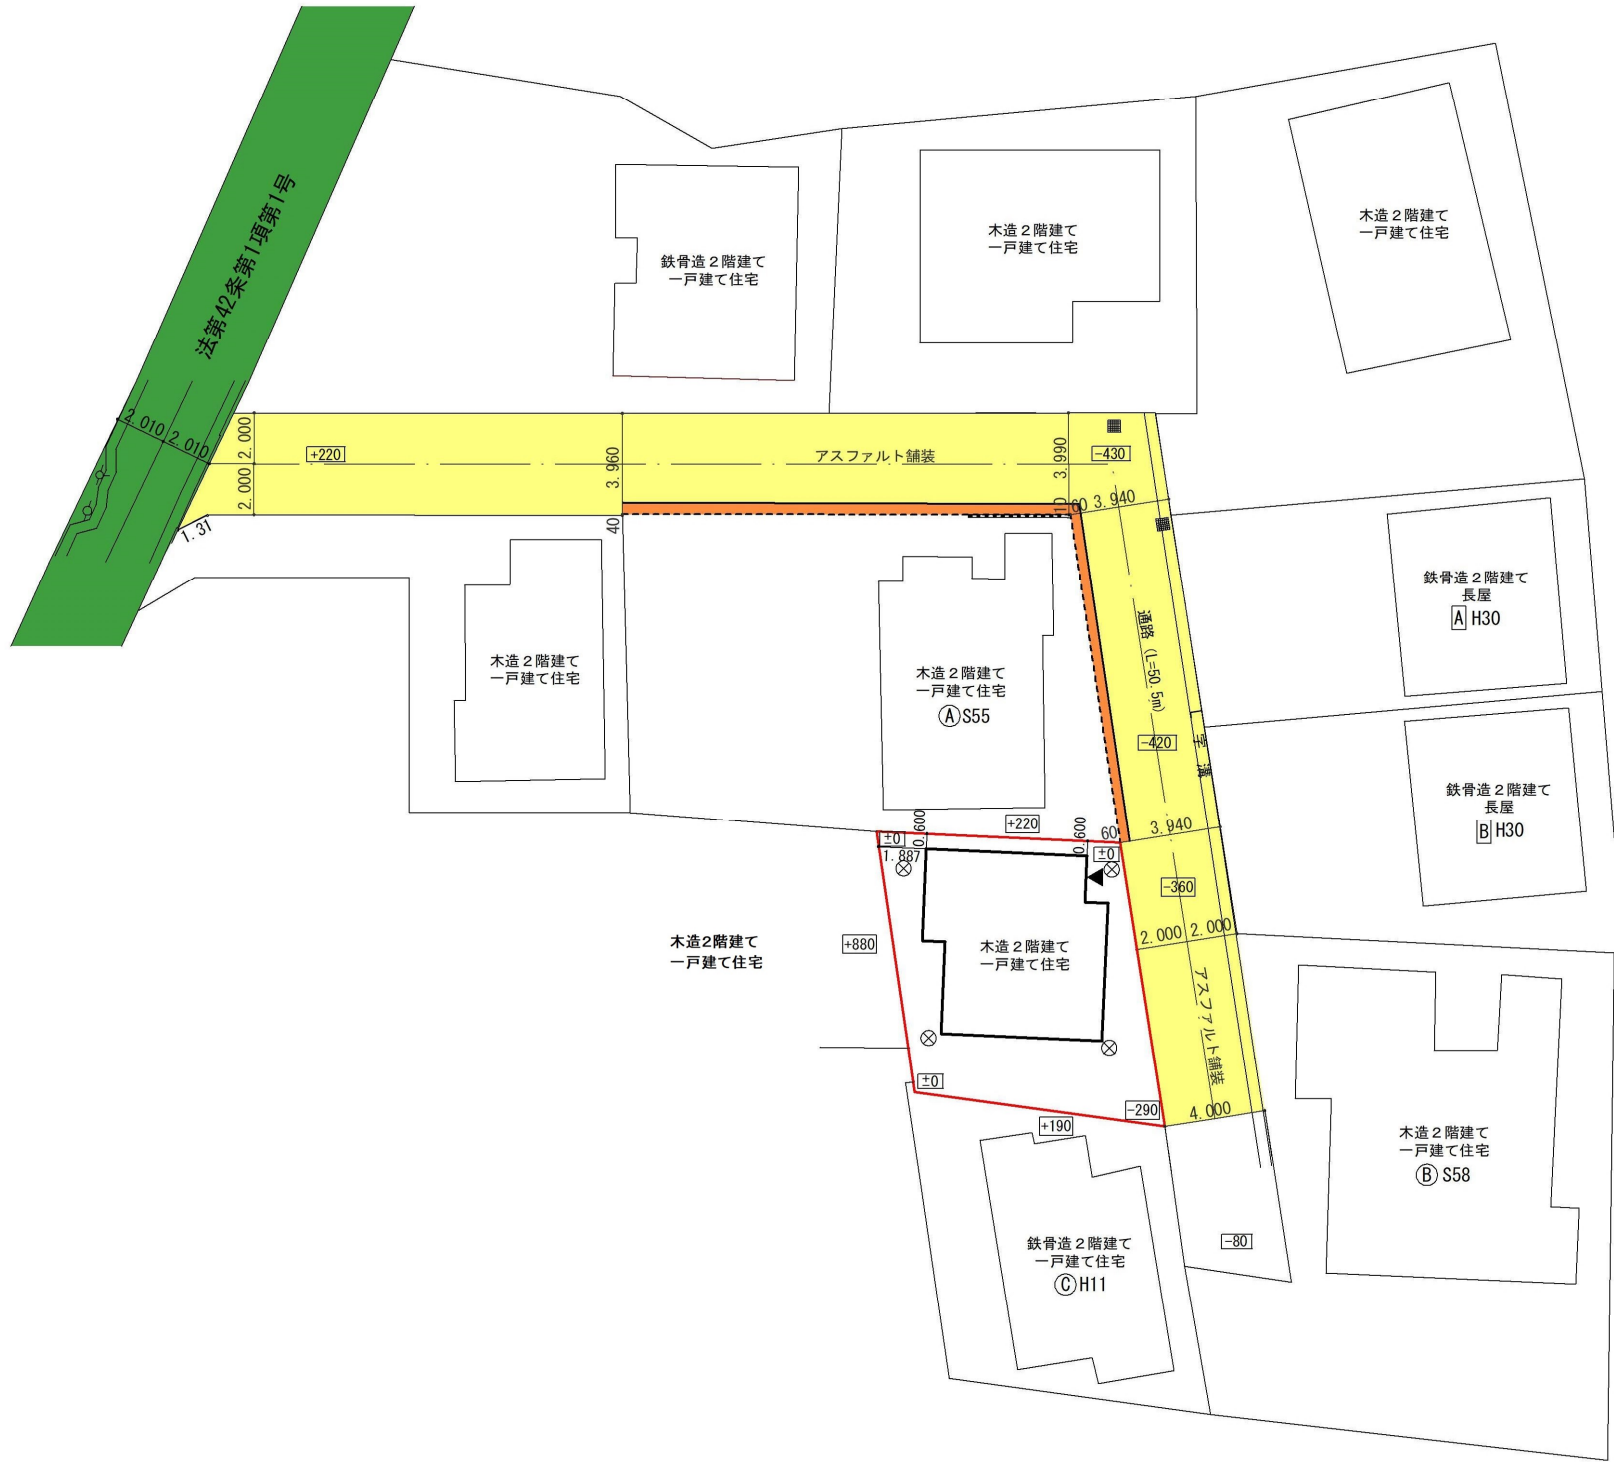 法第42条第1項第1号
鉄骨造２階建て
一戸建て住宅
木造２階建て
一戸建て住宅
木造２階建て
一戸建て住宅
2.010
2.010
2.000
2.000
+220
3.960
アスファルト舗装
3.990
-430
10
60
3.940
1.31
40
木造２階建て
一戸建て住宅
木造２階建て
一戸建て住宅
Ⓐ S55
通路 (L=50.5m)
鉄骨造２階建て
長屋
A H30
-420
U字溝
鉄骨造２階建て
長屋
B H30
0.600
+220
0.600
60
3.940
±0
1.887
±0
-360
木造2階建て
一戸建て住宅
+880
木造２階建て
一戸建て住宅
2.000
2.000
アスファルト舗装
±0
-290
4.000
+190
木造２階建て
一戸建て住宅
Ⓑ S58
鉄骨造２階建て
一戸建て住宅
Ⓒ H11
-80